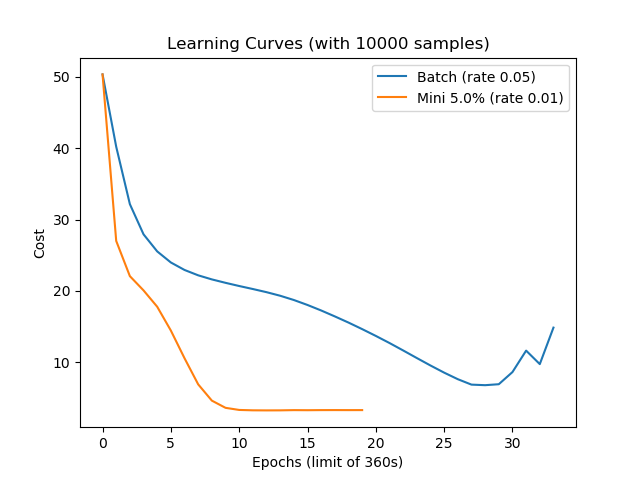 Learning Curves (with 10000 samples)
Batch (rate 0.05)
Mini 5.0% (rate 0.01)
Cost
50
40
30
20
10
0 5 10 15 20 25 30
Epochs (limit of 360s)